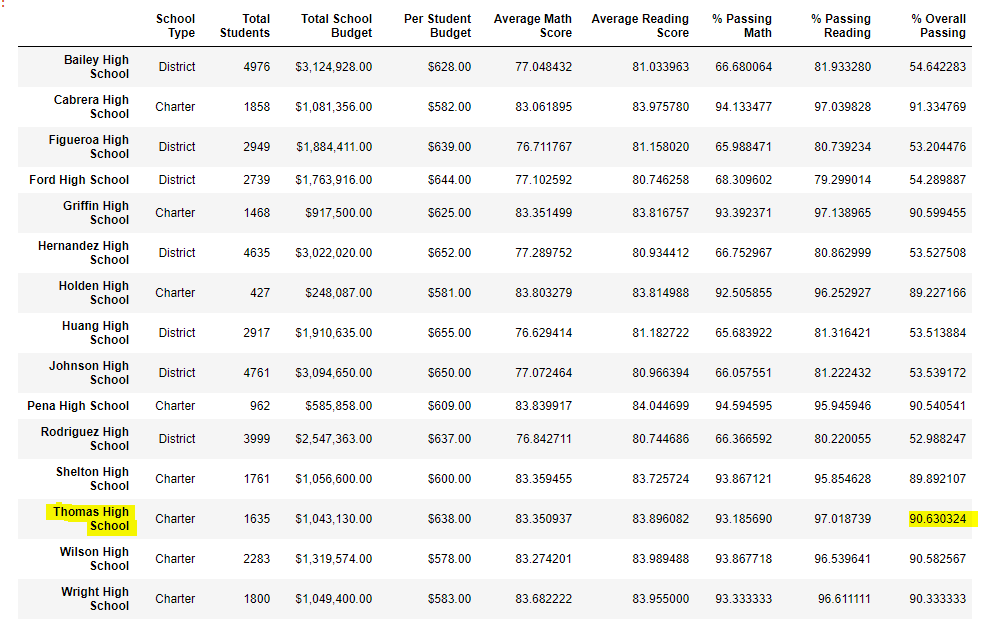 School Type Total Students Total School Budget Per Student Budget Average Math Score Average Reading Score % Passing Math % Passing Reading % Overall Passing
Bailey High School District 4976 $3,124,928.00 $628.00 77.048432 81.033963 66.680064 81.933280 54.642283
Cabrera High School Charter 1858 $1,081,356.00 $582.00 83.061895 83.975780 94.133477 97.039828 91.334769
Figueroa High School District 2949 $1,884,411.00 $639.00 76.711767 81.158020 65.988471 80.739234 53.204476
Ford High School District 2739 $1,763,916.00 $644.00 77.102592 80.746258 68.309602 79.299014 54.289887
Griffin High School Charter 1468 $917,500.00 $625.00 83.351499 83.816757 93.392371 97.138965 90.599455
Hernandez High School District 4635 $3,022,020.00 $652.00 77.289752 80.934412 66.752967 80.862999 53.527508
Holden High School Charter 427 $248,087.00 $581.00 83.803279 83.814988 92.505855 96.252927 89.227166
Huang High School District 2917 $1,910,635.00 $655.00 76.629414 81.182722 65.683922 81.316421 53.513884
Johnson High School District 4761 $3,094,650.00 $650.00 77.072464 80.966394 66.057551 81.222432 53.539172
Pena High School Charter 962 $585,858.00 $609.00 83.839917 84.044699 94.594595 95.945946 90.540541
Rodriguez High School District 3999 $2,547,363.00 $637.00 76.842711 80.744686 66.366592 80.220055 52.988247
Shelton High School Charter 1761 $1,056,600.00 $600.00 83.359455 83.725724 93.867121 95.854628 89.892107
Thomas High School Charter 1635 $1,043,130.00 $638.00 83.350937 83.896082 93.185690 97.018739 90.630324
Wilson High School Charter 2283 $1,319,574.00 $578.00 83.274201 83.989488 93.867718 96.539641 90.582567
Wright High School Charter 1800 $1,049,400.00 $583.00 83.682222 83.955000 93.333333 96.611111 90.333333